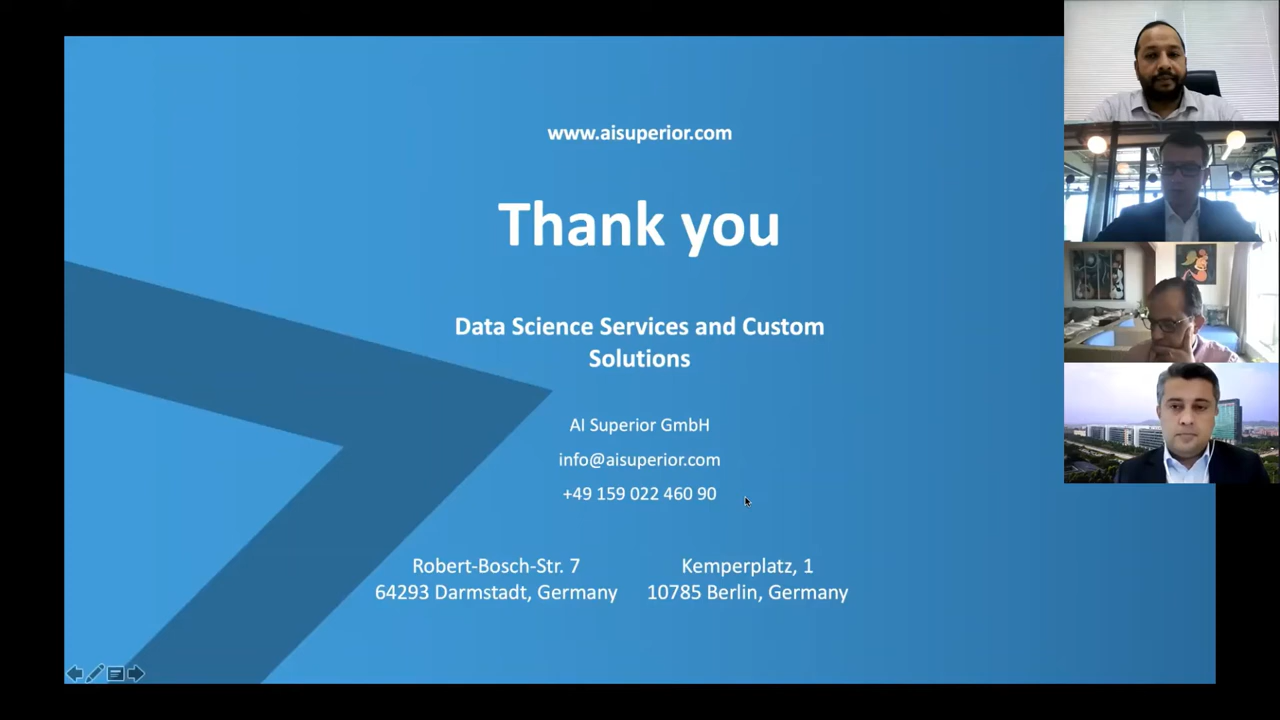 www.aisuperior.com
Thank you
Data Science Services and Custom
Solutions
AI Superior GmbH
info@aisuperior.com
+49 159 022 460 90
Robert-Bosch-Str. 7
64293 Darmstadt, Germany
Kemperplatz, 1
10785 Berlin, Germany